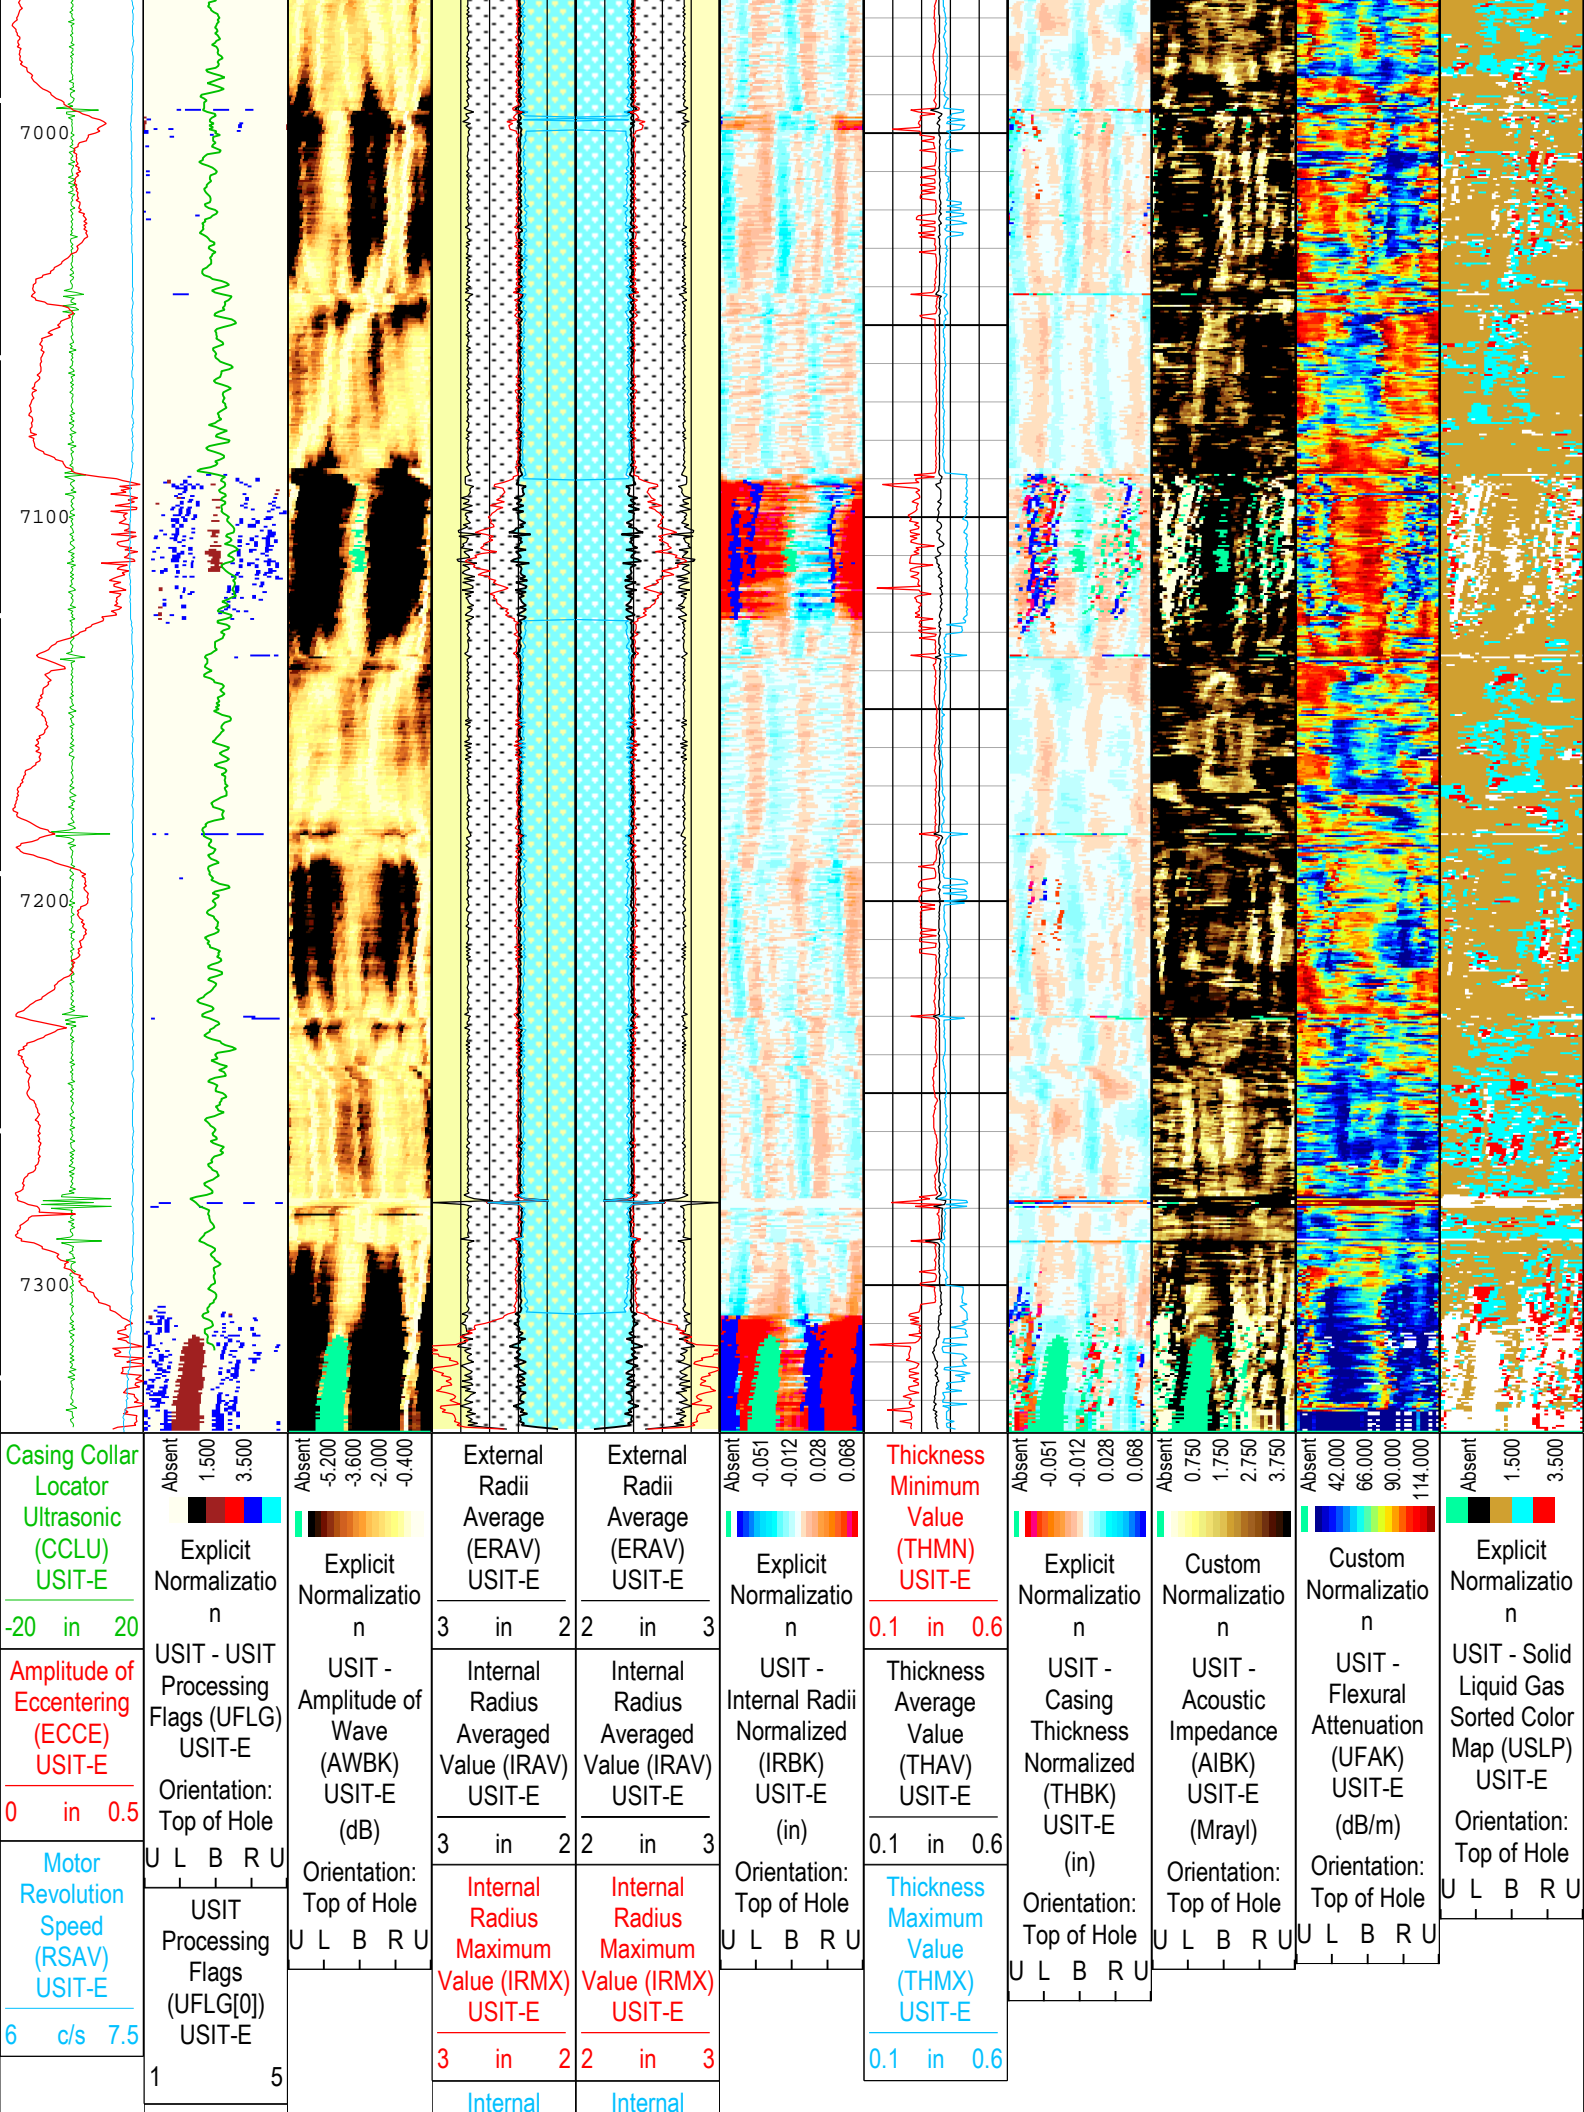 7000
7100
7200
7300
Casing Collar
Locator
Ultrasonic
(CCLU)
USIT-E
-20 in 20
Amplitude of
Eccentering
(ECCE)
USIT-E
0 in 0.5
Motor
Revolution
Speed
(RSAV)
USIT-E
6 c/s 7.5
Absent 1.500 3.500
Explicit
Normalizatio
n
USIT - USIT
Processing
Flags (UFLG)
USIT-E
Orientation:
Top of Hole
U L B R U
USIT
Processing
Flags
(UFLG[0])
USIT-E
1 5
Absent -5.200 -3.600 -2.000 -0.400
Explicit
Normalizatio
n
USIT -
Amplitude of
Wave
(AWBK)
USIT-E
(dB)
Orientation:
Top of Hole
U L B R U
External
Radii
Average
(ERAV)
USIT-E
3 in 2
Internal
Radius
Averaged
Value (IRAV)
USIT-E
3 in 2
Internal
Radius
Maximum
Value (IRMX)
USIT-E
3 in 2
Internal
External
Radii
Average
(ERAV)
USIT-E
2 in 3
Internal
Radius
Averaged
Value (IRAV)
USIT-E
2 in 3
Internal
Radius
Maximum
Value (IRMX)
USIT-E
2 in 3
Internal
Absent -0.051 -0.012 0.028 0.068
Explicit
Normalizatio
n
USIT -
Internal Radii
Normalized
(IRBK)
USIT-E
(in)
Orientation:
Top of Hole
U L B R U
Thickness
Minimum
Value
(THMN)
USIT-E
0.1 in 0.6
Thickness
Average
Value
(THAV)
USIT-E
0.1 in 0.6
Thickness
Maximum
Value
(THMX)
USIT-E
0.1 in 0.6
Absent -0.051 -0.012 0.028 0.068
Explicit
Normalizatio
n
USIT -
Casing
Thickness
Normalized
(THBK)
USIT-E
(in)
Orientation:
Top of Hole
U L B R U
Absent 0.750 1.750 2.750 3.750
Custom
Normalizatio
n
USIT -
Acoustic
Impedance
(AIBK)
USIT-E
(Mrayl)
Orientation:
Top of Hole
U L B R U
Absent 42.000 66.000 90.000 114.000
Custom
Normalizatio
n
USIT -
Flexural
Attenuation
(UFAK)
USIT-E
(dB/m)
Orientation:
Top of Hole
U L B R U
Absent 1.500 3.500
Explicit
Normalizatio
n
USIT - Solid
Liquid Gas
Sorted Color
Map (USLP)
USIT-E
Orientation:
Top of Hole
U L B R U